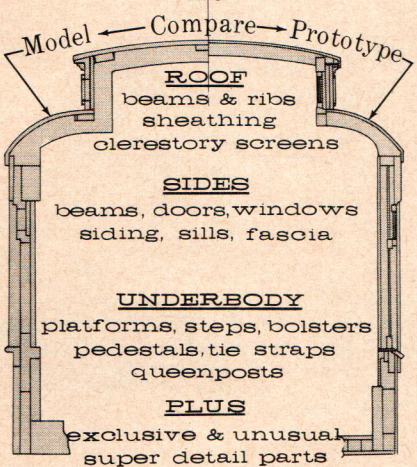 Model Compare Prototype
ROOF
beams & ribs
sheathing
clerestory screens
SIDES
beams, doors, windows
siding, sills, fascia
UNDERBODY
platforms, steps, bolsters
pedestals, tie straps
queenposts
PLUS
exclusive & unusual
super detail parts